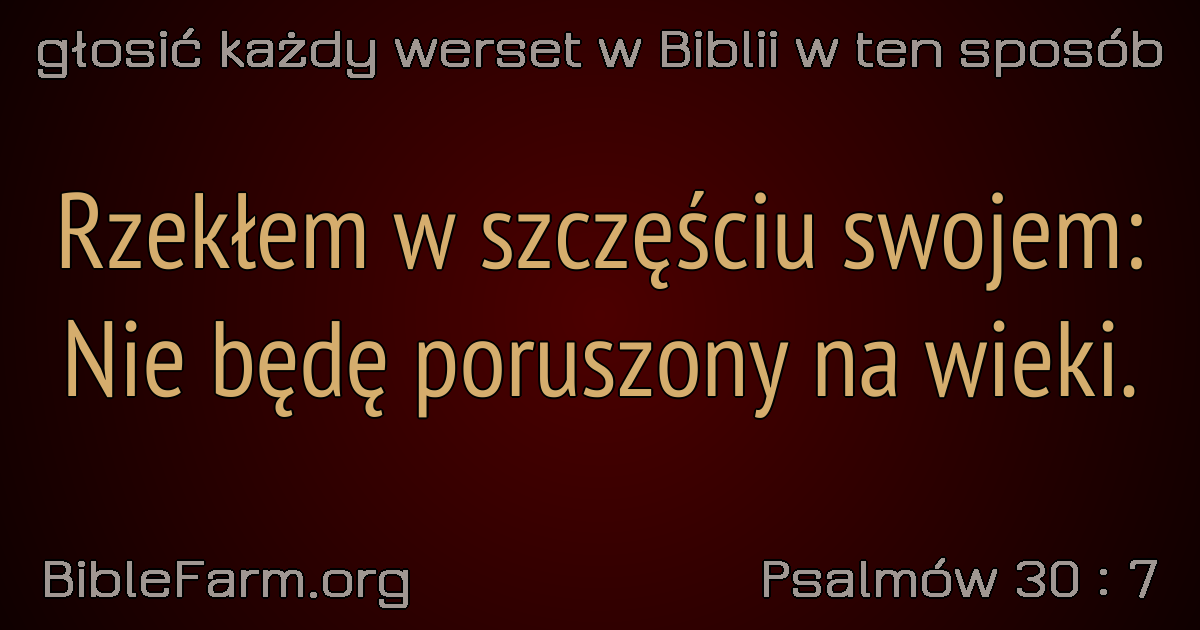 głosić każdy werset w Biblii w ten sposób
Rzekłem w szczęściu swojem:
Nie będę poruszony na wieki.
BibleFarm.org
Psalmów 30 : 7